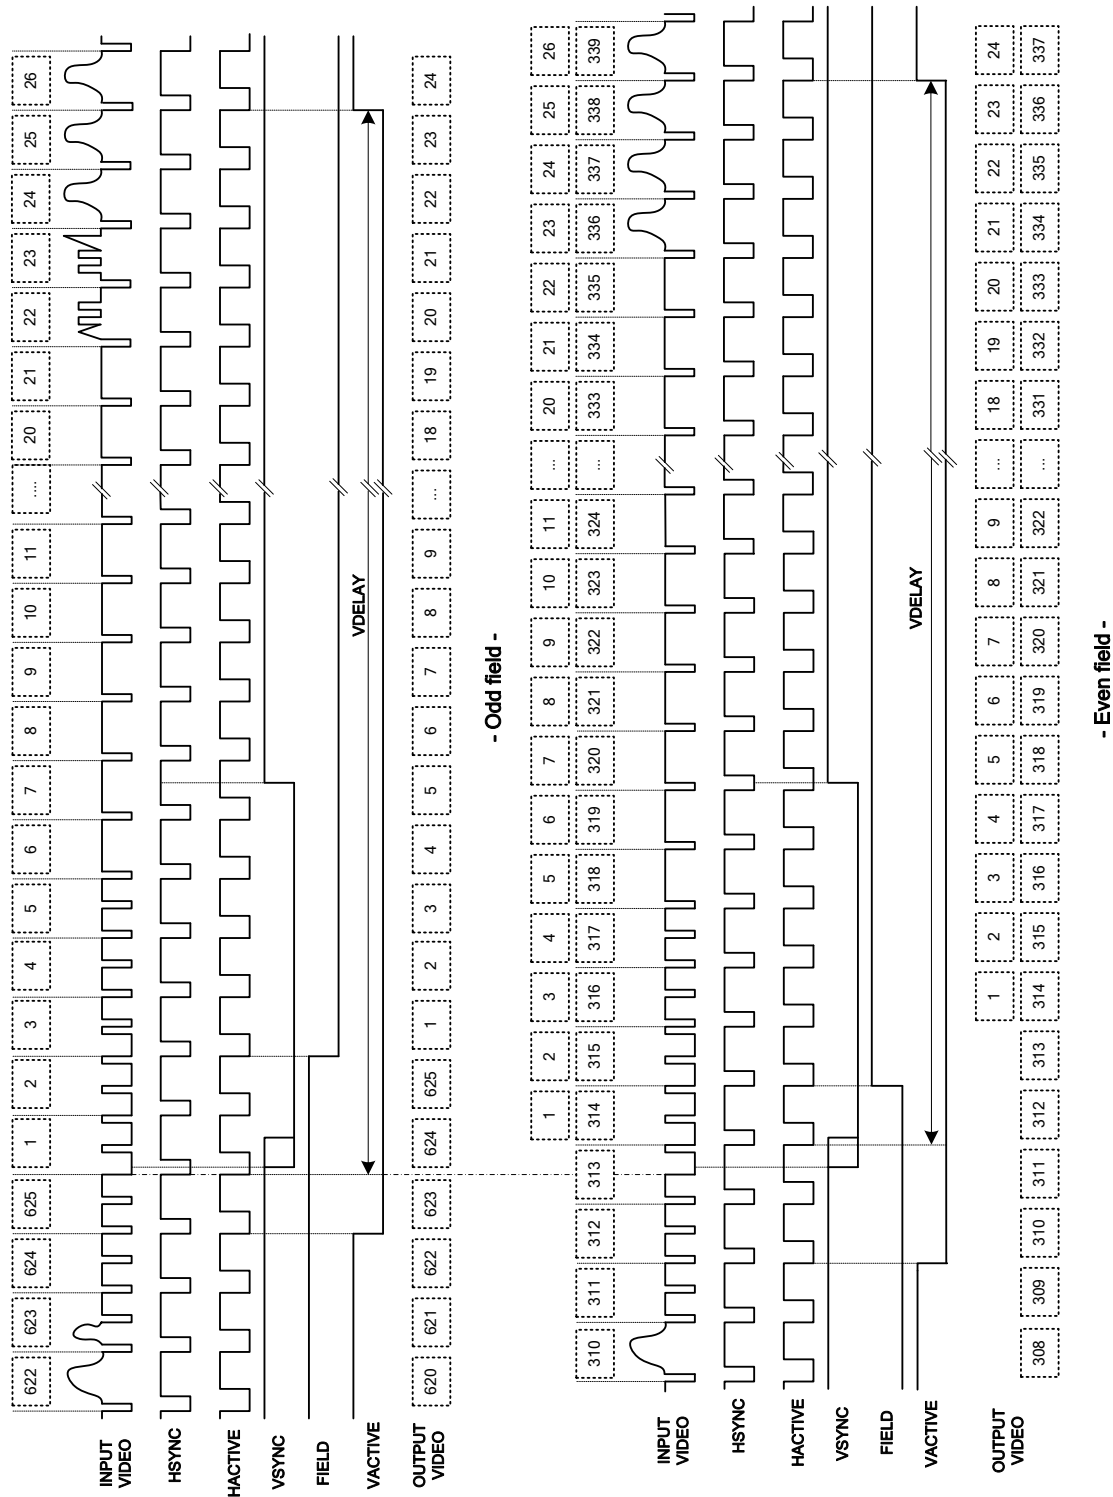 622 623 624 625 1 2 3 4 5 6 7 8 9 10 11 .... 20 21 22 23 24 25 26
INPUT
VIDEO
HSYNC
HACTIVE
VSYNC
FIELD
VACTIVE
VDELAY
OUTPUT
VIDEO
620 621 622 623 624 625 1 2 3 4 5 6 7 8 9 ... 18 19 20 21 22 23 24
- Odd field -
1 2 3 4 5 6 7 8 9 10 11 ... 20 21 22 23 24 25 26
310 311 312 313 314 315 316 317 318 319 320 321 322 323 324 ... 333 334 335 336 337 338 339
INPUT
VIDEO
HSYNC
HACTIVE
VSYNC
FIELD
VACTIVE
VDELAY
OUTPUT
VIDEO
1 2 3 4 5 6 7 8 9 ... 18 19 20 21 22 23 24
308 309 310 311 312 313 314 315 316 317 318 319 320 321 322 ... 331 332 333 334 335 336 337
- Even field -